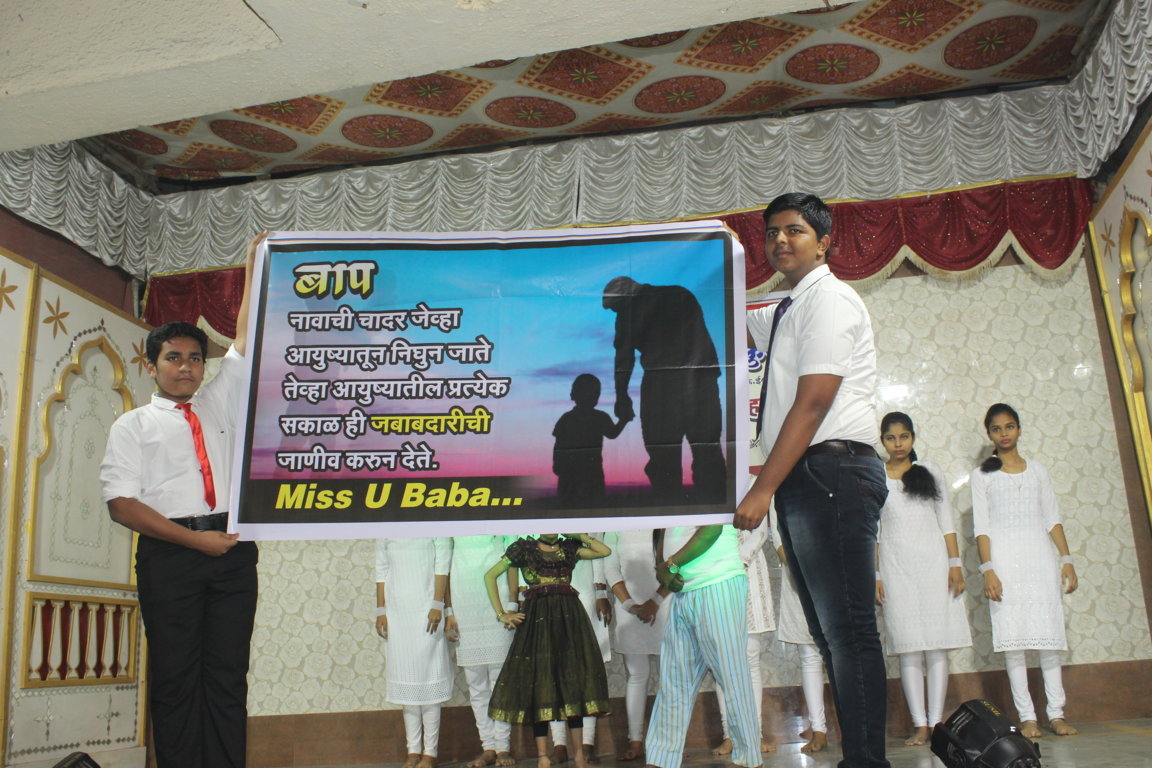 बाप
नावाची चादर जेव्हा
आयुष्यातून निघुन जाते
तेव्हा आयुष्यातील प्रत्येक
सकाळ ही जबाबदारीची
जाणीव करुन देते.
Miss U Baba...